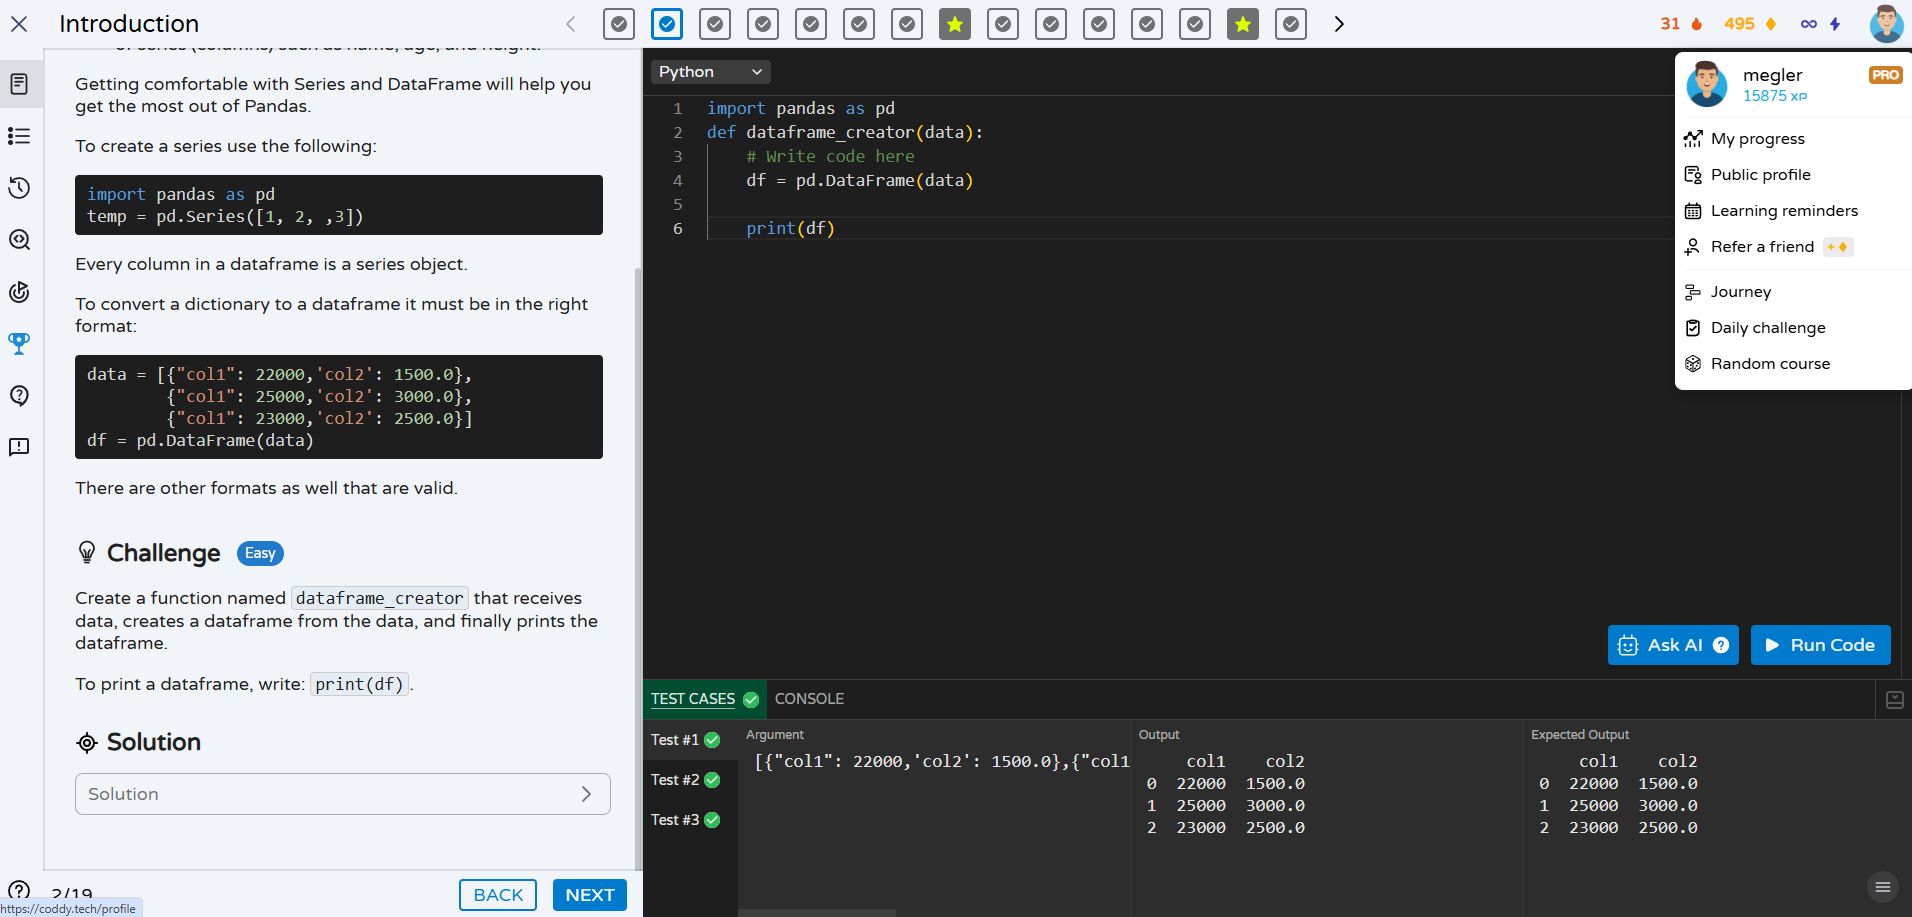 Introduction
31
495
of series (columns) such as name, age, and height.
Getting comfortable with Series and DataFrame will help you
get the most out of Pandas.
To create a series use the following:
import pandas as pd
temp = pd.Series([1, 2, ,3])
Every column in a dataframe is a series object.
To convert a dictionary to a dataframe it must be in the right
format:
data = [{"col1": 22000,'col2': 1500.0},
{"col1": 25000,'col2': 3000.0},
{"col1": 23000,'col2': 2500.0}]
df = pd.DataFrame(data)
There are other formats as well that are valid.
Challenge Easy
Create a function named dataframe_creator that receives
data, creates a dataframe from the data, and finally prints the
dataframe.
To print a dataframe, write: print(df).
Solution
Solution
2/19
BACK
NEXT
https://coddy.tech/profile
Python
1 import pandas as pd
2 def dataframe_creator(data):
3 # Write code here
4 df = pd.DataFrame(data)
5
6 print(df)
megler
PRO
15875 XP
My progress
Public profile
Learning reminders
Refer a friend +
Journey
Daily challenge
Random course
Ask AI ?
Run Code
TEST CASES
CONSOLE
Test #1
Test #2
Test #3
Argument
[{"col1": 22000,'col2': 1500.0},{"col1
Output
col1 col2
0 22000 1500.0
1 25000 3000.0
2 23000 2500.0
Expected Output
col1 col2
0 22000 1500.0
1 25000 3000.0
2 23000 2500.0